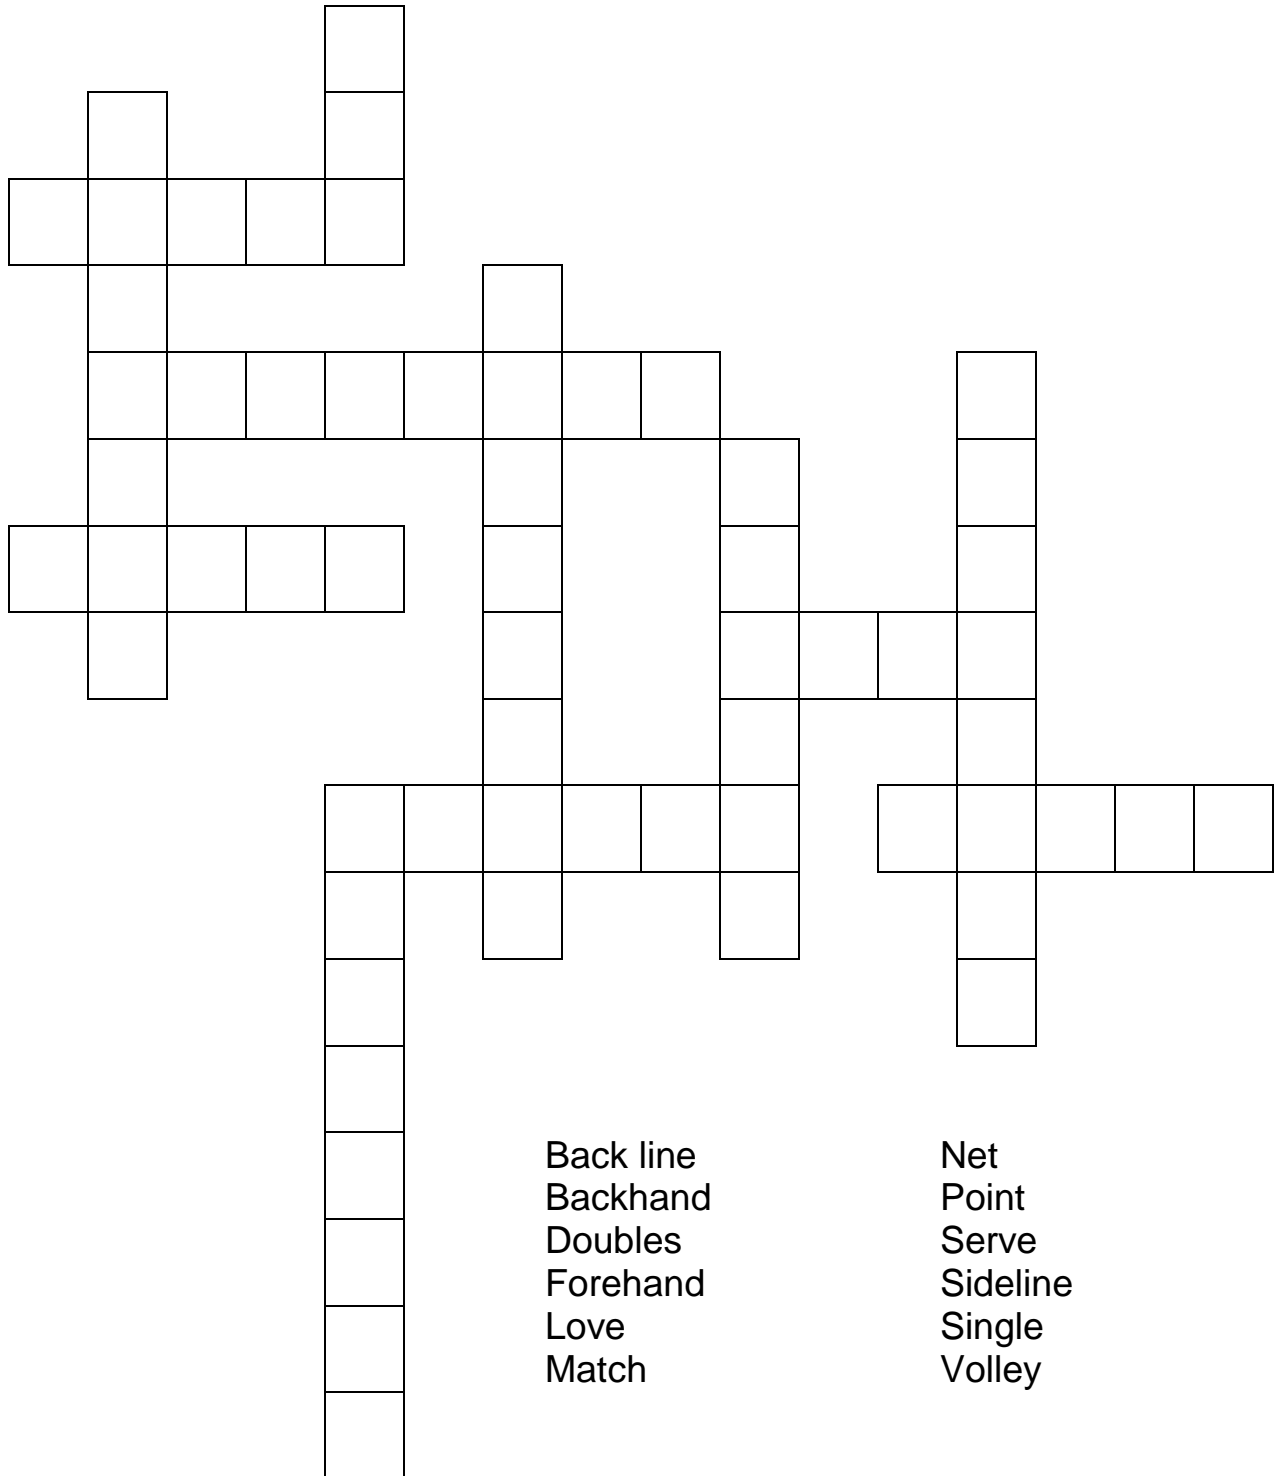 Back line
Backhand
Doubles
Forehand
Love
Match
Net
Point
Serve
Sideline
Single
Volley